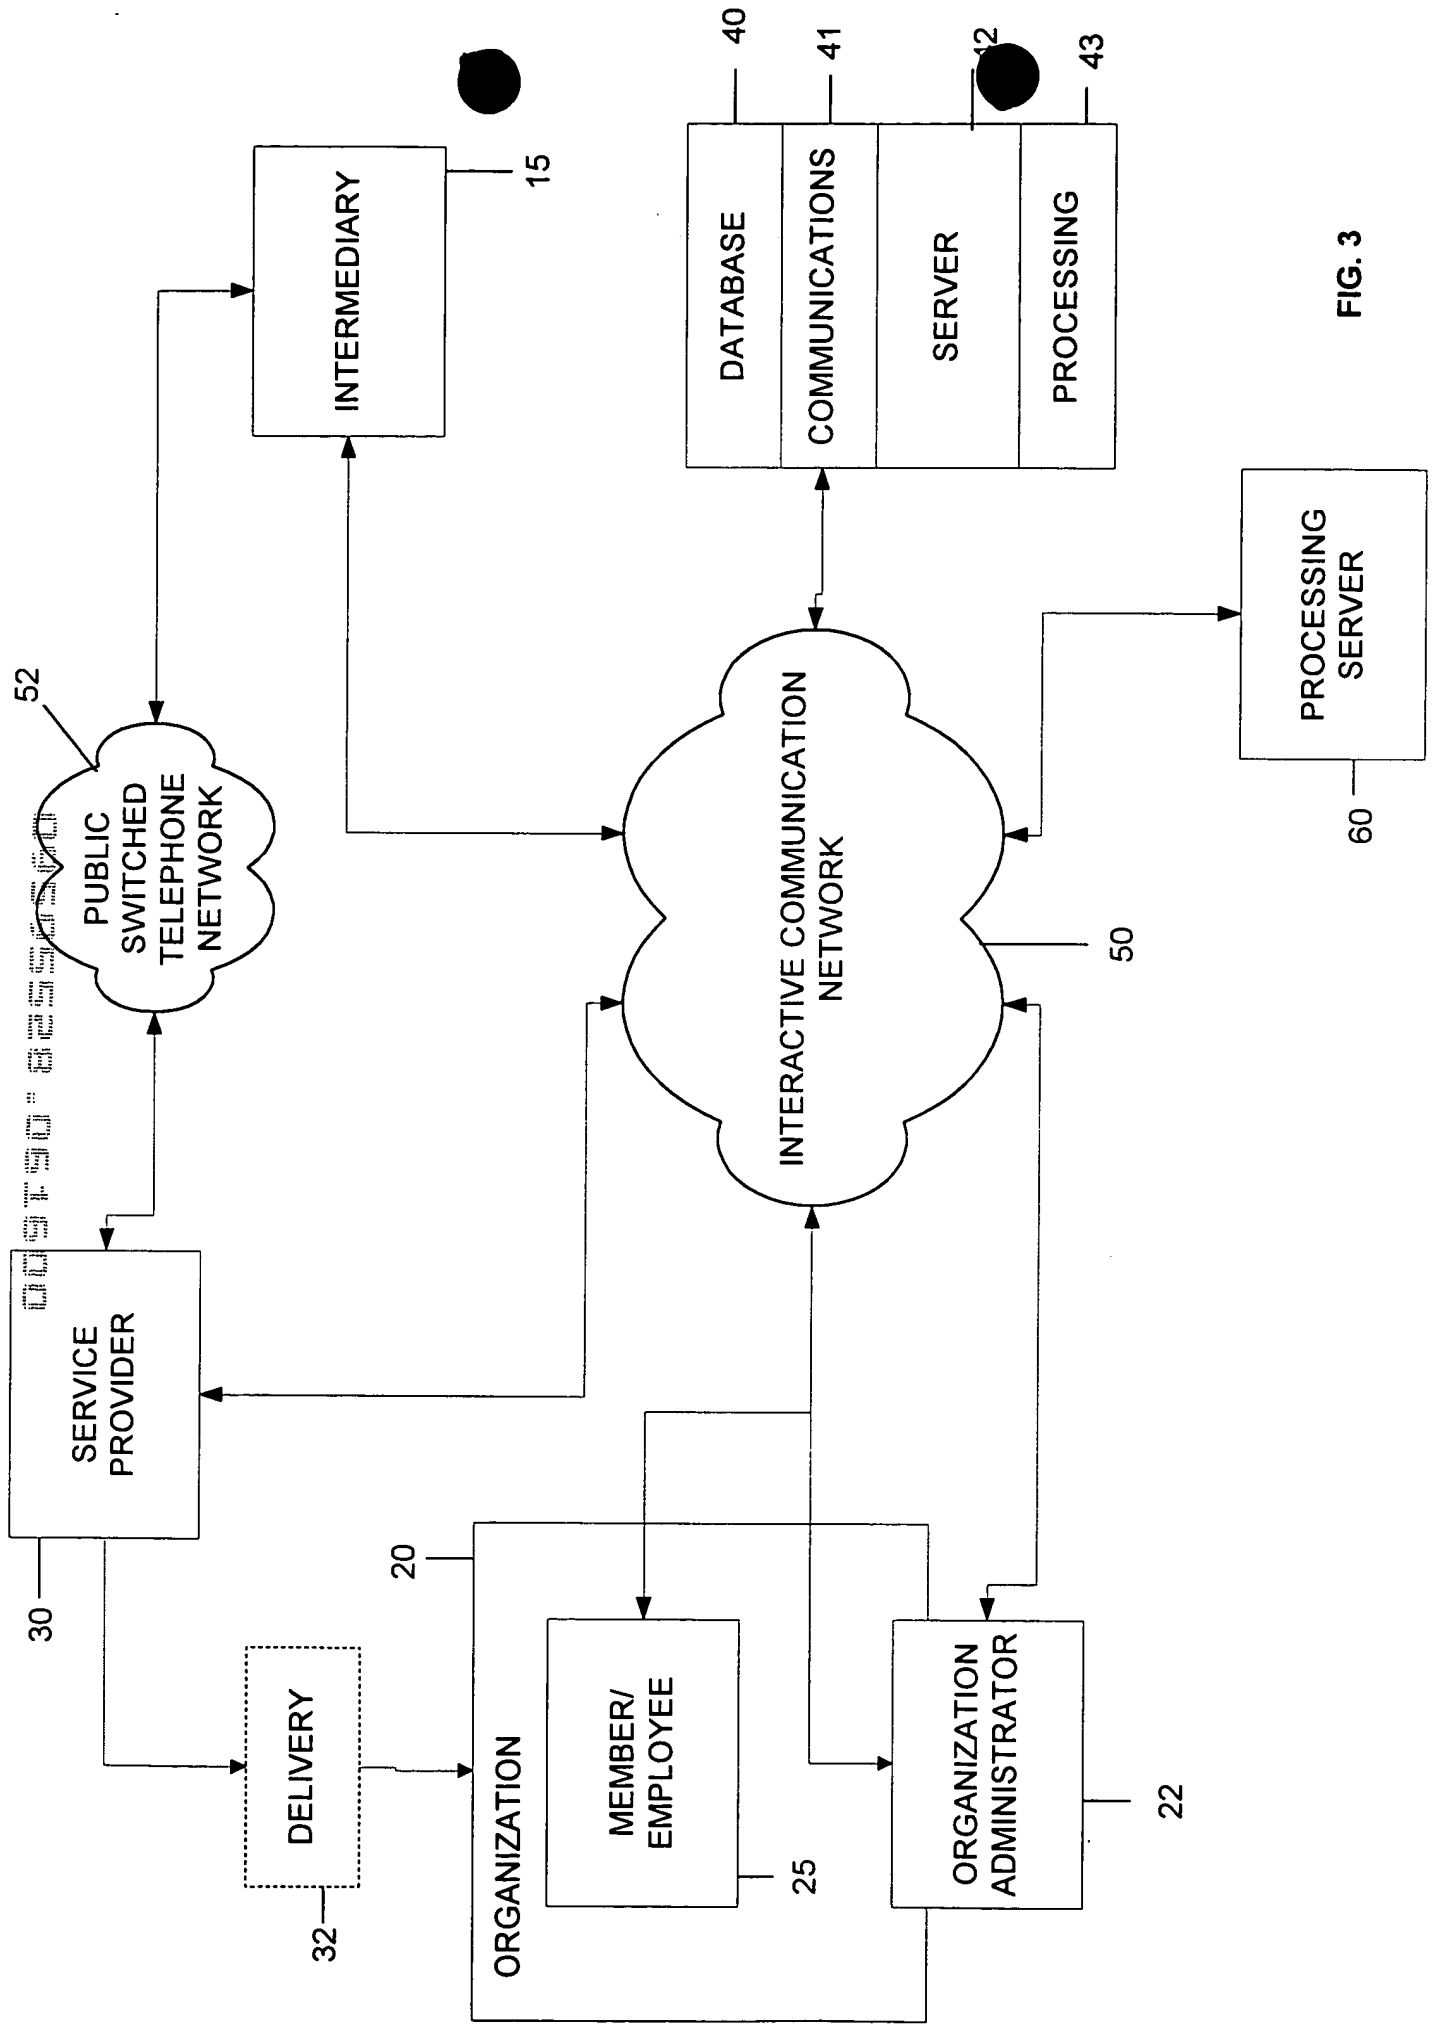 30
SERVICE
PROVIDER
52
PUBLIC
SWITCHED
TELEPHONE
NETWORK
32
DELIVERY
INTERMEDIARY
15
20
ORGANIZATION
MEMBER/
EMPLOYEE
25
ORGANIZATION
ADMINISTRATOR
22
INTERACTIVE COMMUNICATION
NETWORK
50
DATABASE
40
COMMUNICATIONS
41
SERVER
42
PROCESSING
43
PROCESSING
SERVER
60
FIG. 3